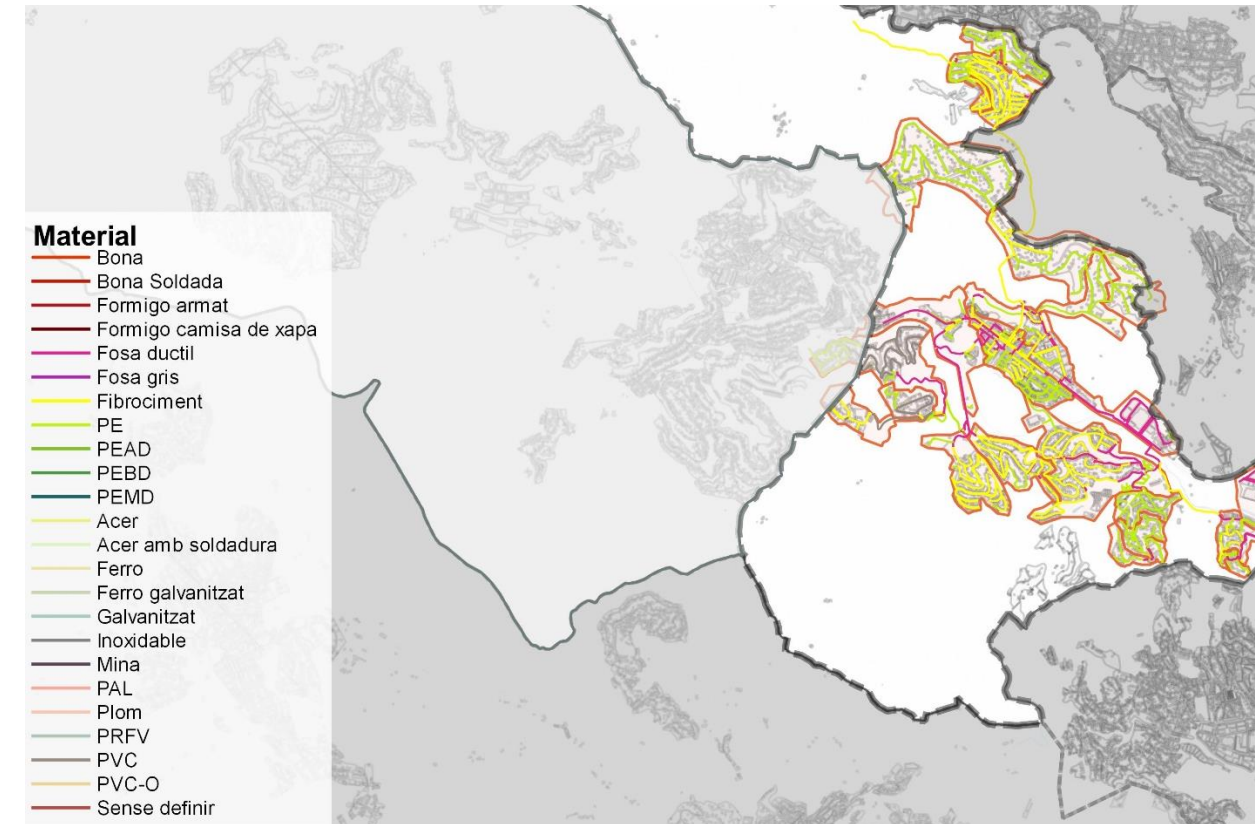 Material
Bona
Bona Soldada
Formigo armat
Formigo camisa de xapa
Fosa ductil
Fosa gris
Fibrociment
PE
PEAD
PEBD
PEMD
Acer
Acer amb soldadura
Ferro
Ferro galvanitzat
Galvanitzat
Inoxidable
Mina
PAL
Plom
PRFV
PVC
PVC-O
Sense definir